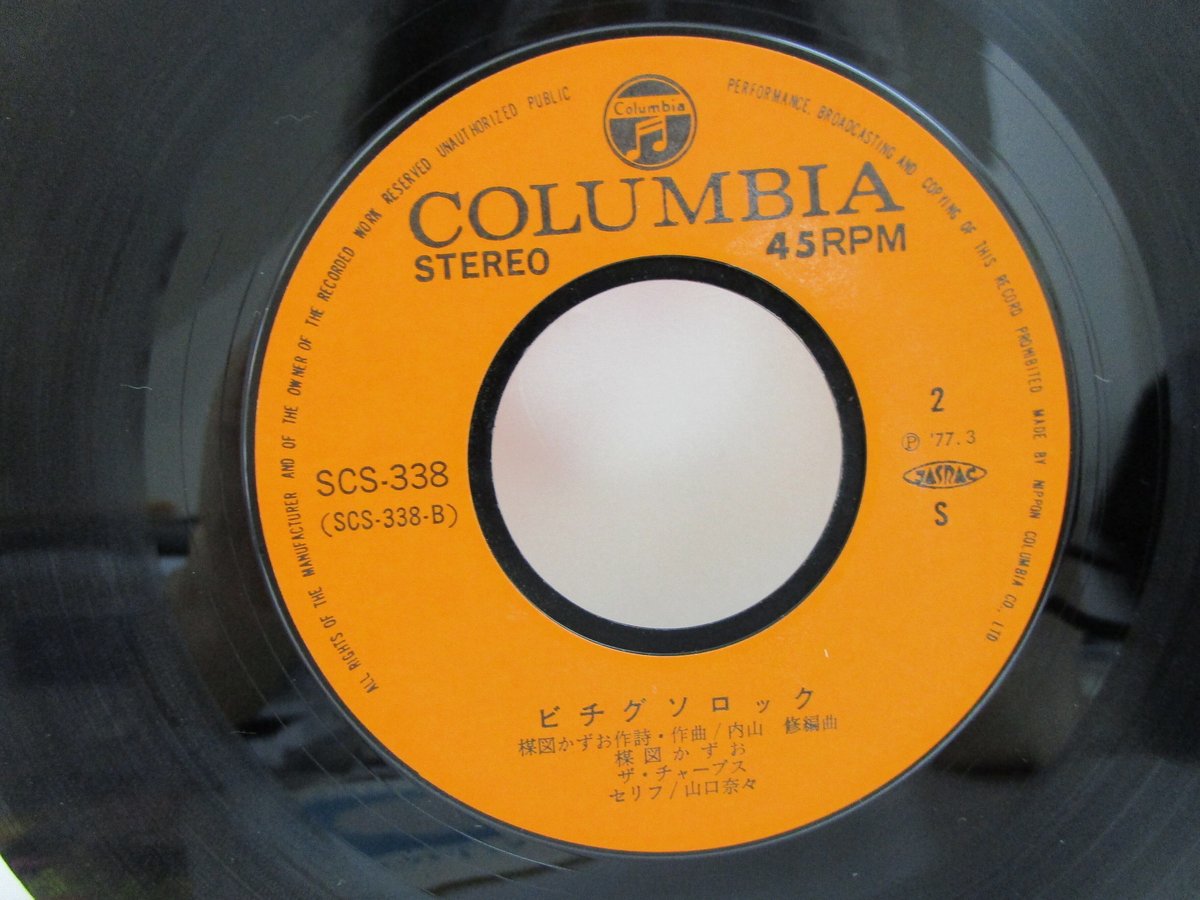 Columbia
COLUMBIA
STEREO
45RPM
ALL RIGHTS OF THE MANUFACTURER AND OF THE OWNER OF THE RECORDED WORK RESERVED UNAUTHORIZED PUBLIC PERFORMANCE, BROADCASTING AND COPYING OF THIS RECORD PROHIBITED MADE BY NIPPON COLUMBIA CO., LTD
SCS-338
(SCS-338-B)
2
Ⓟ '77.3
JASRAC
S
ビチグソロック
楳図かずお作詩・作曲/内山 修編曲
楳図かずお
ザ・チャープス
セリフ/山口奈々